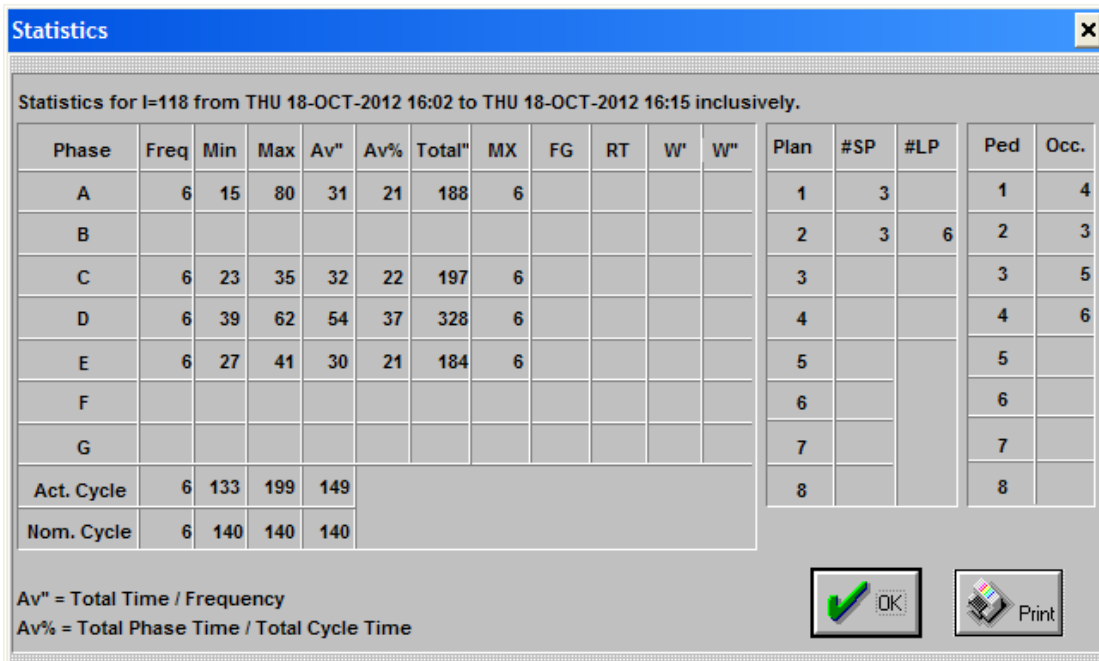 Statistics
Statistics for I=118 from THU 18-OCT-2012 16:02 to THU 18-OCT-2012 16:15 inclusively.
Phase Freq Min Max Av" Av% Total" MX FG RT W' W" Plan #SP #LP Ped Occ.
A 6 15 80 31 21 188 6 1 3 1 4
B 2 3 6 2 3
C 6 23 35 32 22 197 6 3 3 5
D 6 39 62 54 37 328 6 4 4 6
E 6 27 41 30 21 184 6 5 5
F 6 6
G 7 7
Act. Cycle 6 133 199 149 8 8
Nom. Cycle 6 140 140 140
Av" = Total Time / Frequency
Av% = Total Phase Time / Total Cycle Time
OK Print